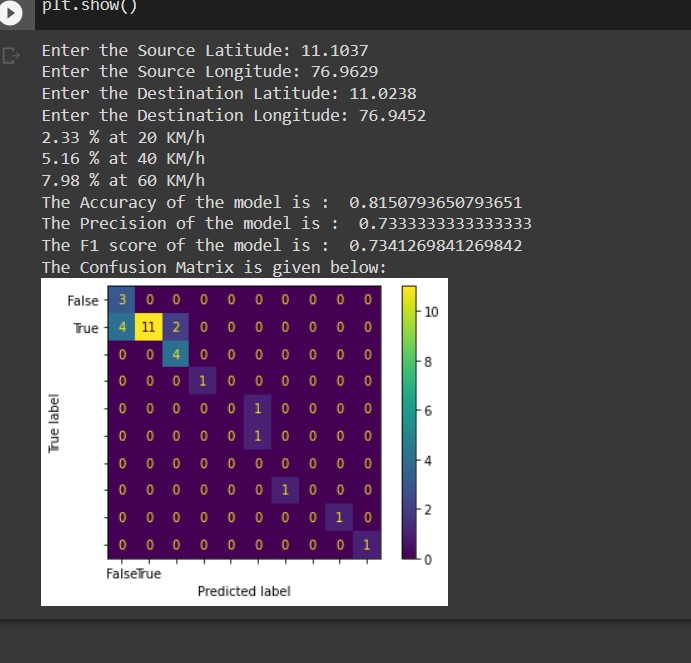 plt.show()
Enter the Source Latitude: 11.1037
Enter the Source Longitude: 76.9629
Enter the Destination Latitude: 11.0238
Enter the Destination Longitude: 76.9452
2.33 % at 20 KM/h
5.16 % at 40 KM/h
7.98 % at 60 KM/h
The Accuracy of the model is :  0.8150793650793651
The Precision of the model is :  0.7333333333333333
The F1 score of the model is :  0.7341269841269842
The Confusion Matrix is given below:
False 3 0 0 0 0 0 0 0 0 0
True 4 11 2 0 0 0 0 0 0 0
0 0 4 0 0 0 0 0 0 0
0 0 0 1 0 0 0 0 0 0
0 0 0 0 0 1 0 0 0 0
0 0 0 0 0 1 0 0 0 0
0 0 0 0 0 0 0 0 0 0
0 0 0 0 0 0 1 0 0 0
0 0 0 0 0 0 0 0 1 0
0 0 0 0 0 0 0 0 0 1
FalseTrue
Predicted label
True label
10
8
6
4
2
0